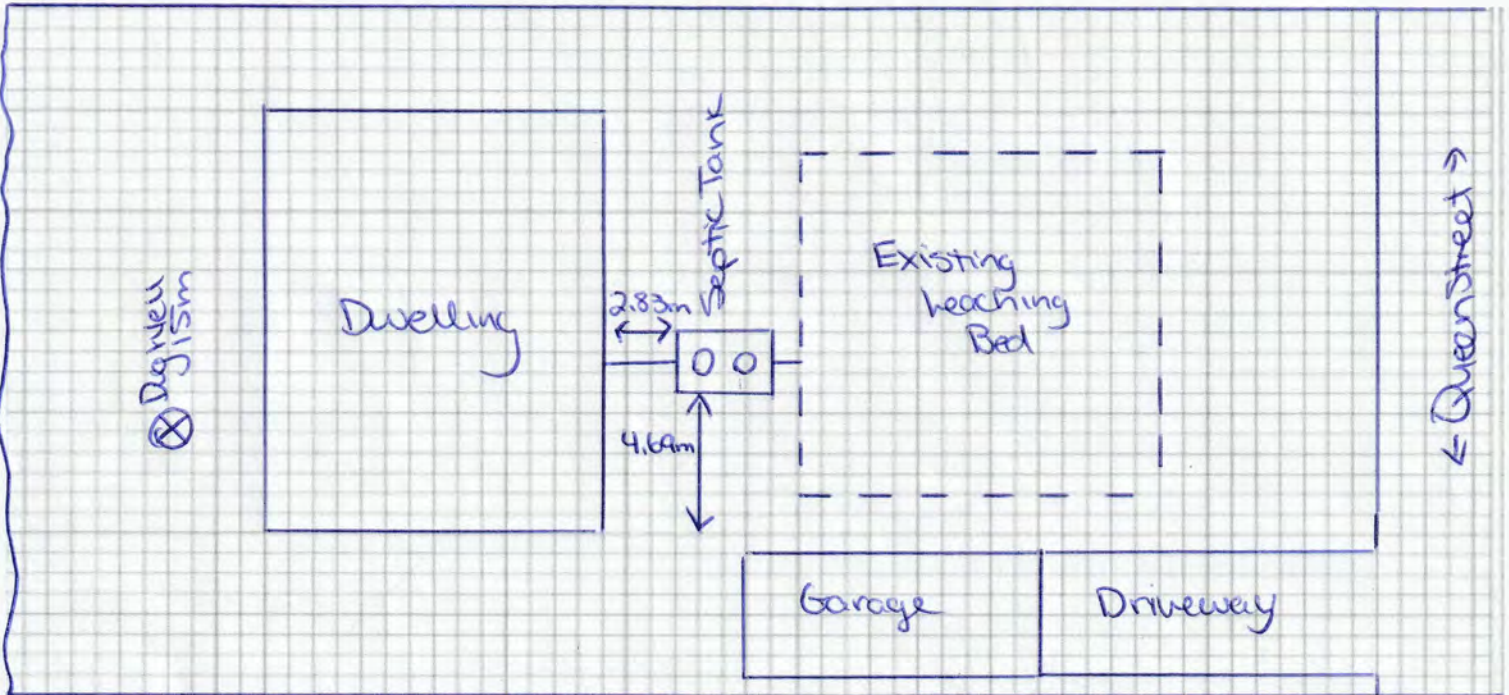 Dug Well
15m
Dwelling
2.83m
Septic Tank
4.69m
Existing
Leaching
Bed
Garage
Driveway
← Queen Street →